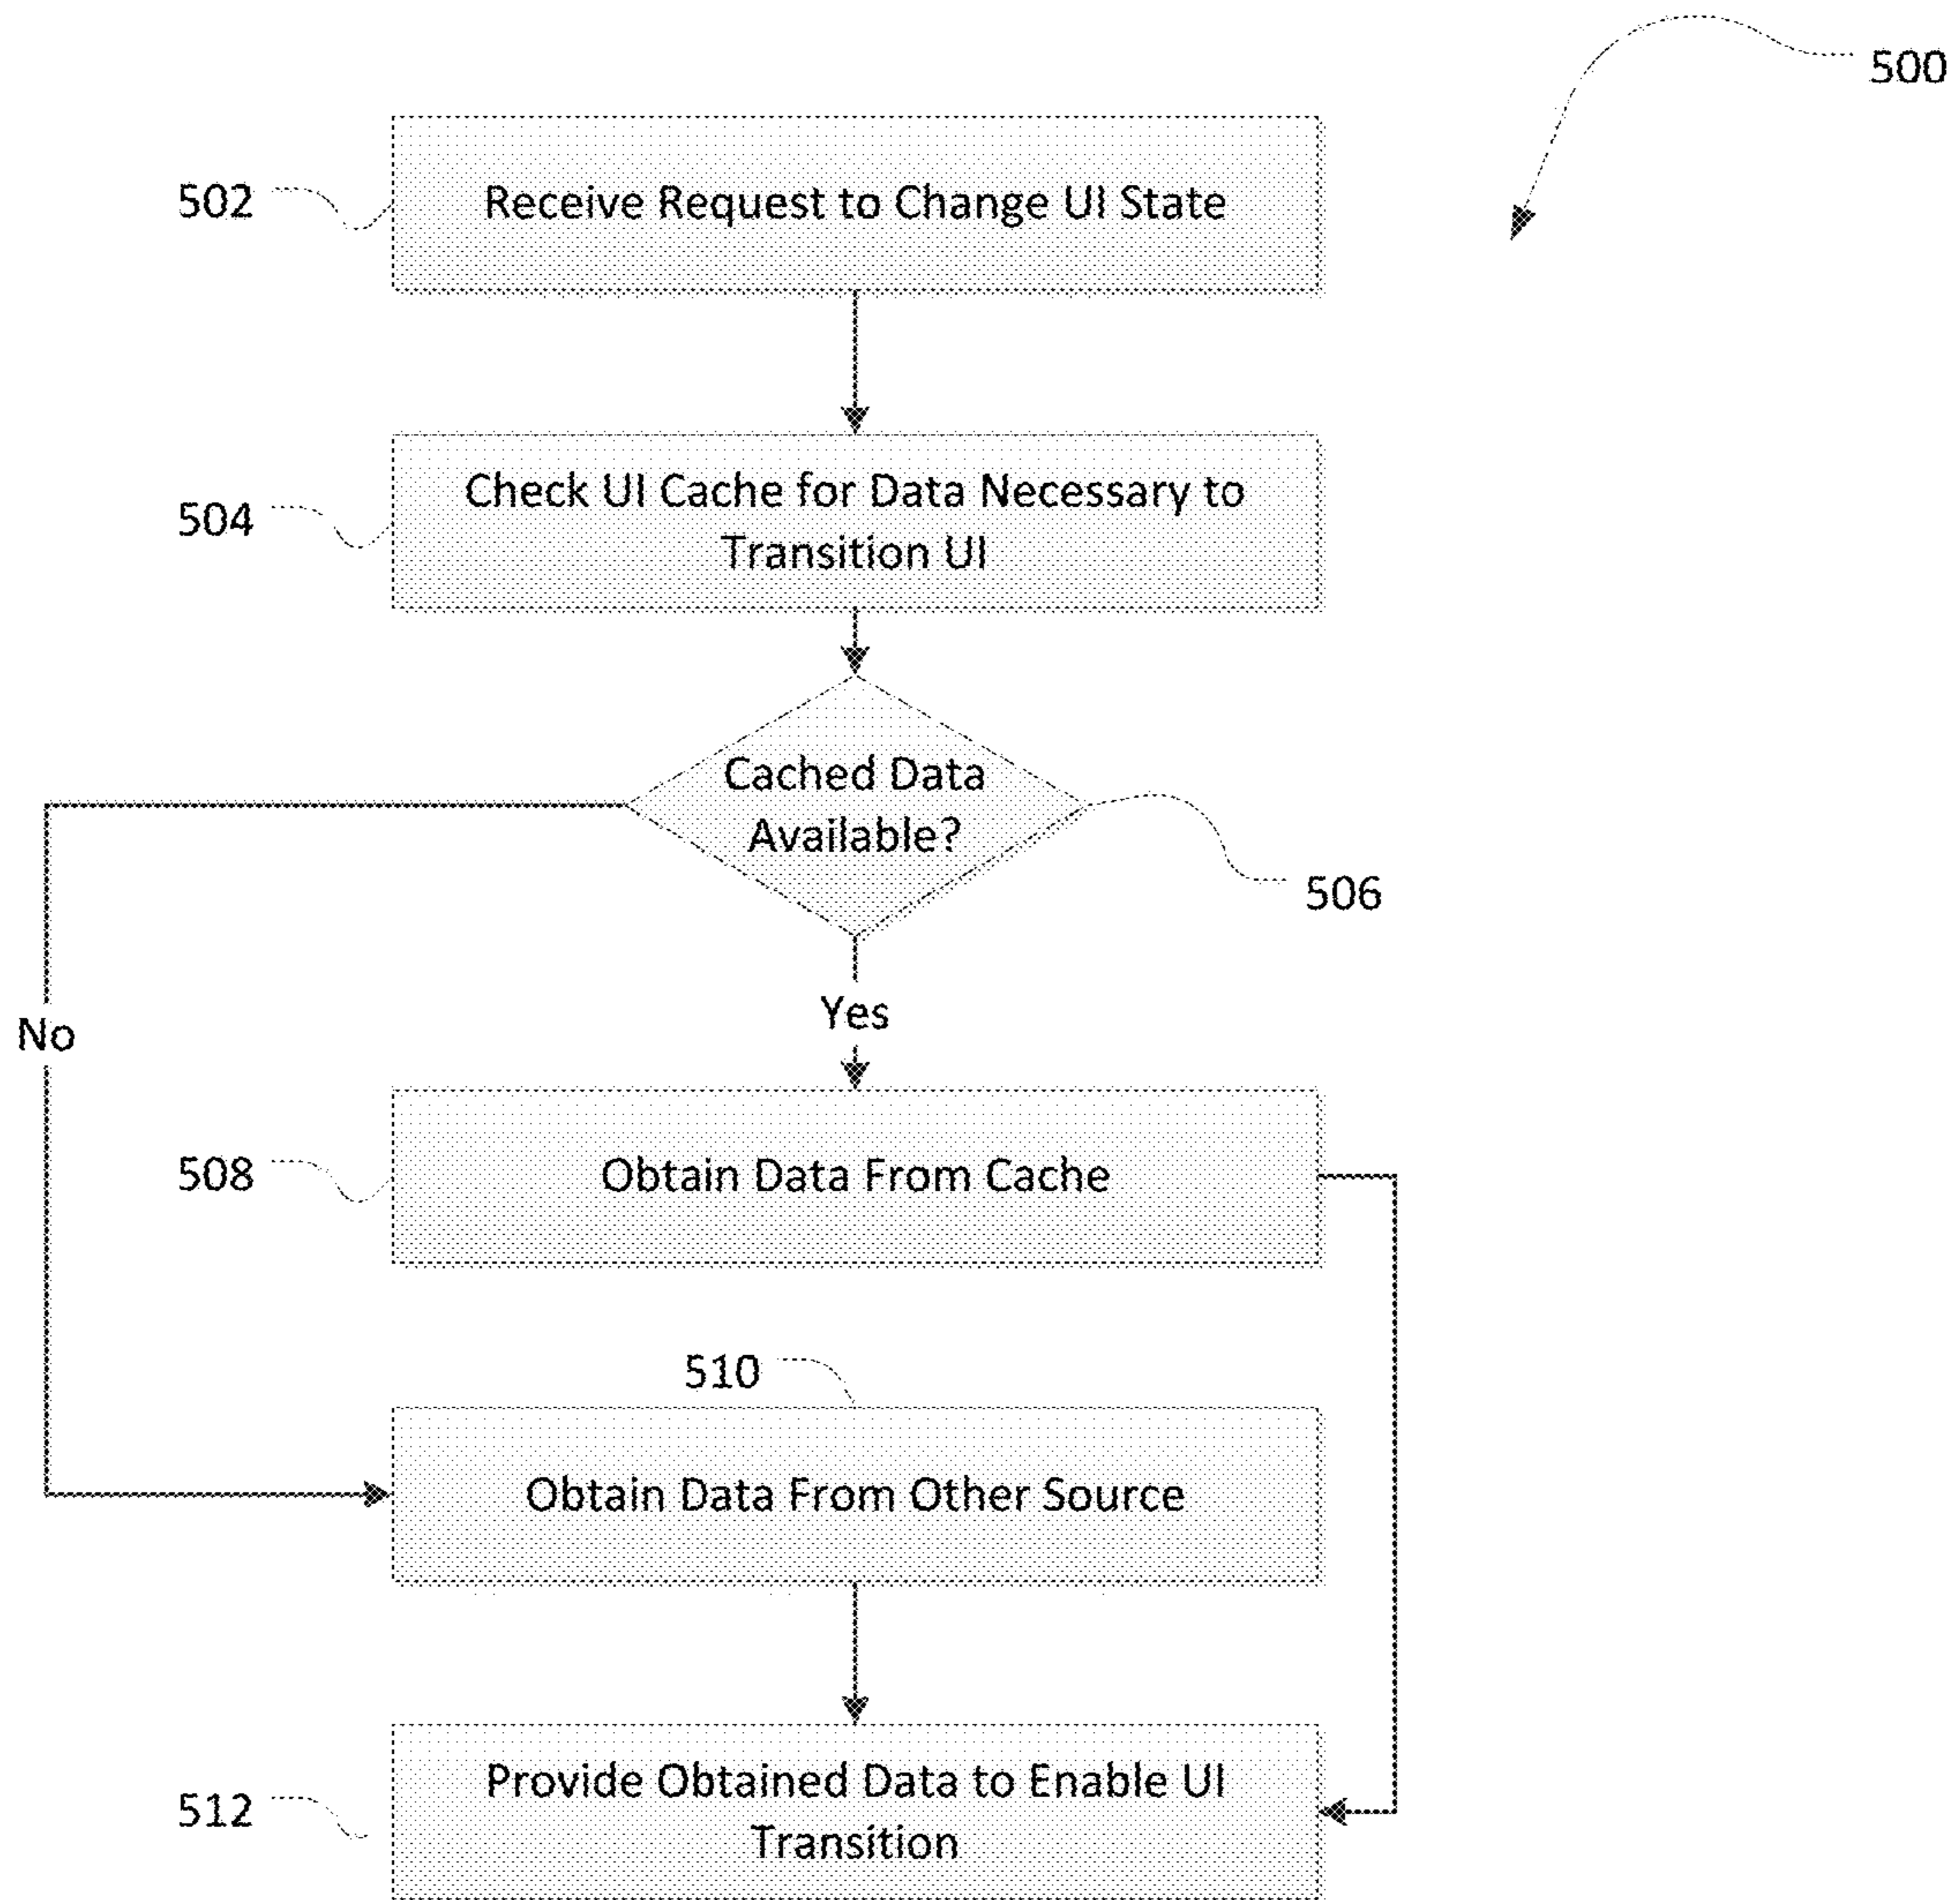 500
502
Receive Request to Change UI State
504
Check UI Cache for Data Necessary to
Transition UI
Cached Data
Available?
506
No
Yes
508
Obtain Data From Cache
510
Obtain Data From Other Source
512
Provide Obtained Data to Enable UI
Transition